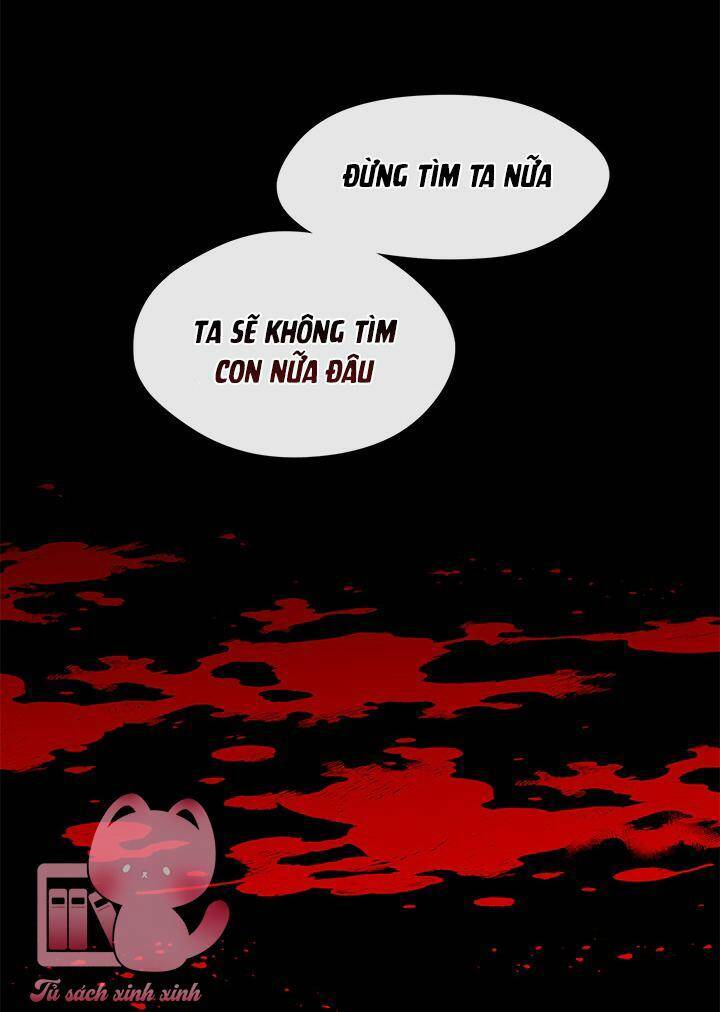 ĐỪNG TÌM TA NỮA
TA SẼ KHÔNG TÌM
CON NỮA ĐÂU
Tủ sách xinh xinh